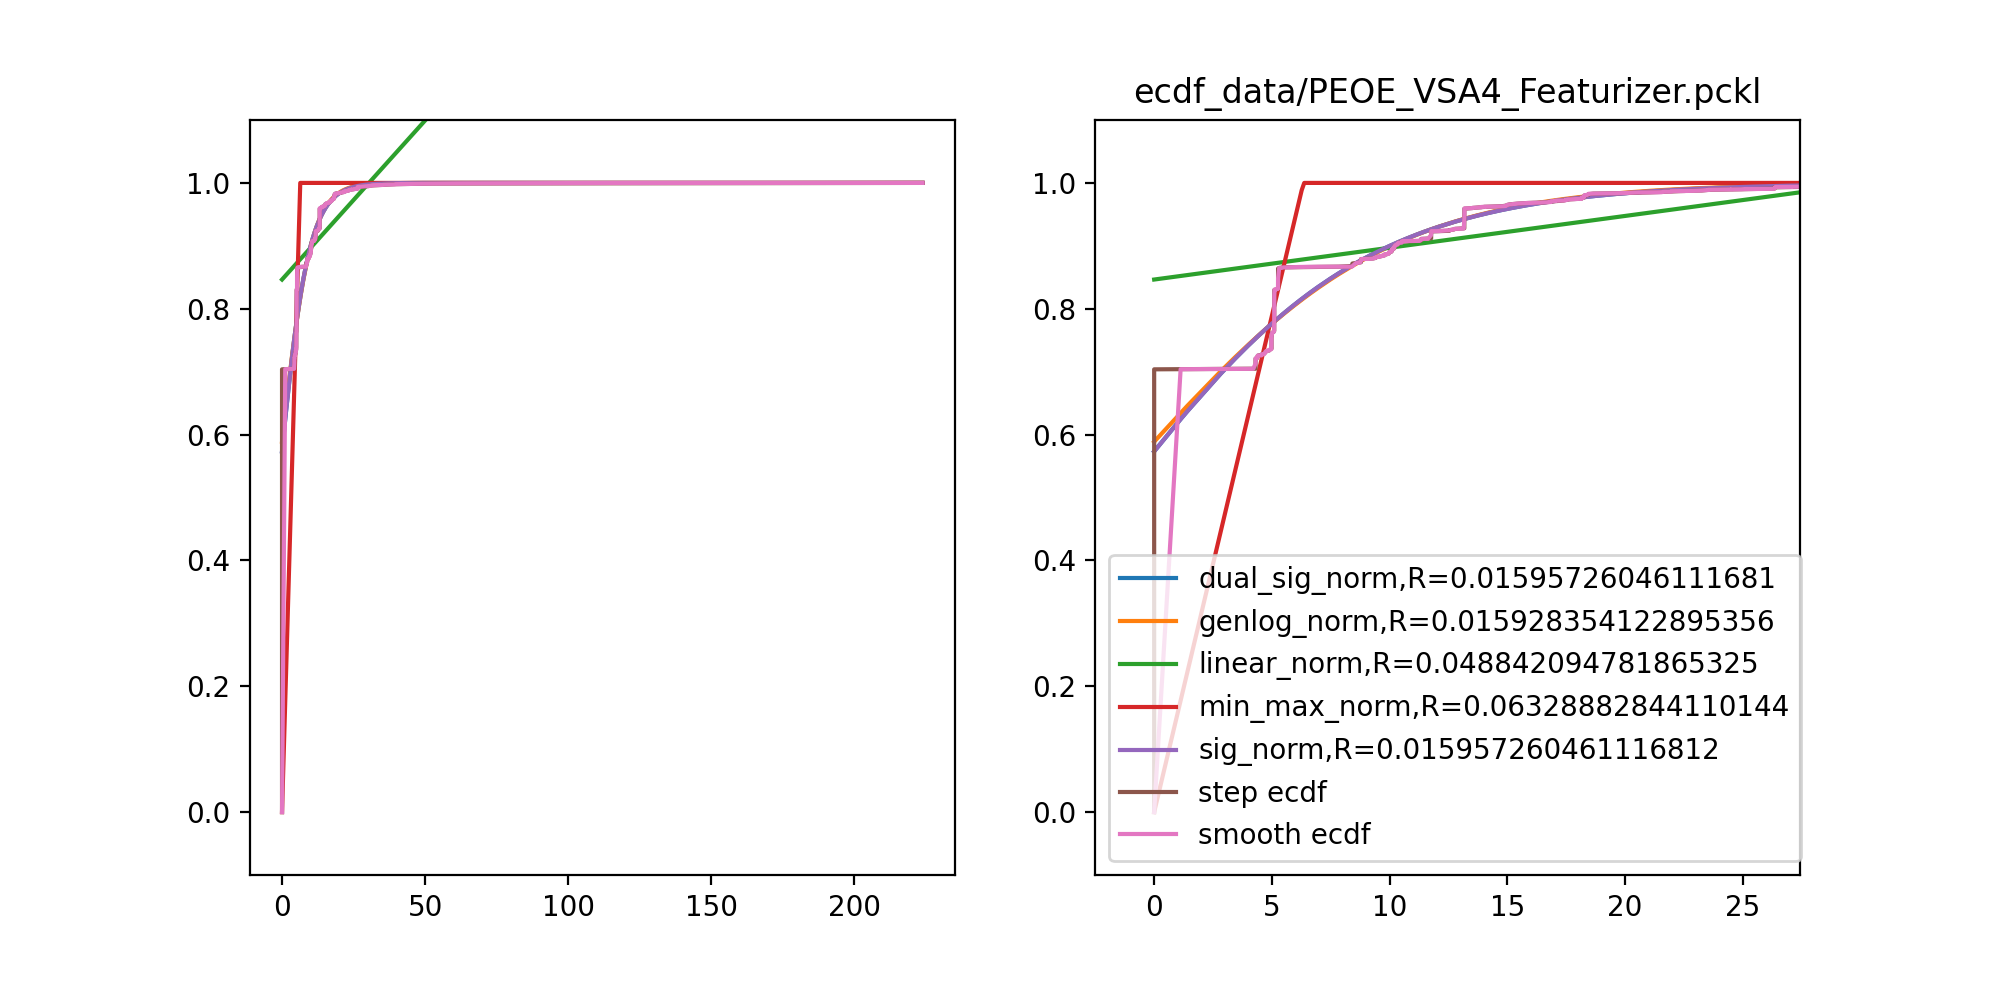 ecdf_data/PEOE_VSA4_Featurizer.pckl
1.0
0.8
0.6
0.4
0.2
0.0
0 50 100 150 200
1.0
0.8
0.6
0.4
0.2
0.0
0 5 10 15 20 25
dual_sig_norm,R=0.01595726046111681
genlog_norm,R=0.015928354122895356
linear_norm,R=0.048842094781865325
min_max_norm,R=0.06328882844110144
sig_norm,R=0.015957260461116812
step ecdf
smooth ecdf